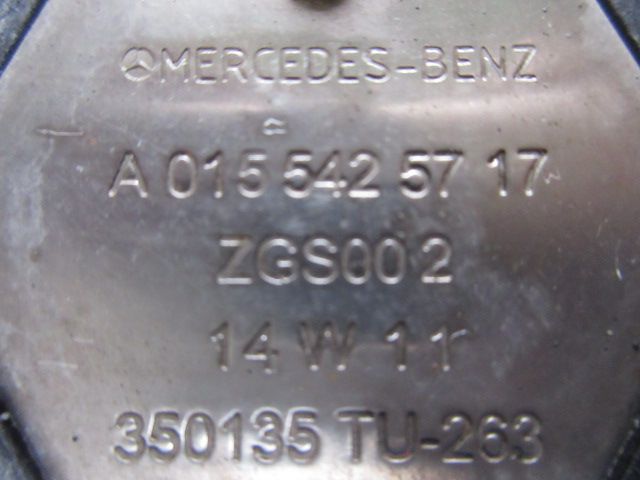 MERCEDES-BENZ
A 015 542 57 17
ZGS002
14 W 11
350135 TU-263